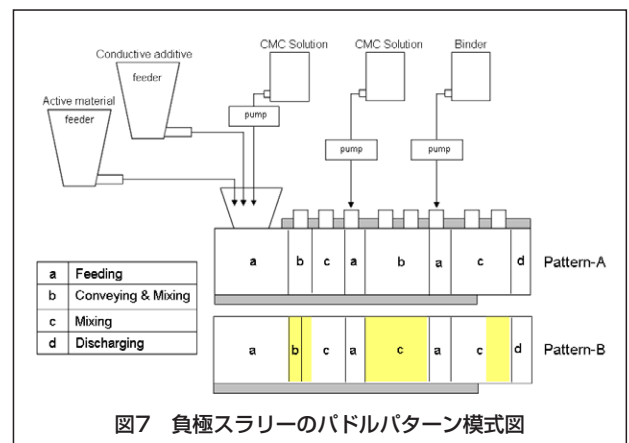 CMC Solution CMC Solution Binder
Conductive additive
feeder
Active material
feeder
pump
pump pump
a b c a b a c d Pattern-A
a Feeding
b Conveying & Mixing
c Mixing
d Discharging
a b c a c a c d Pattern-B
図7 負極スラリーのパドルパターン模式図